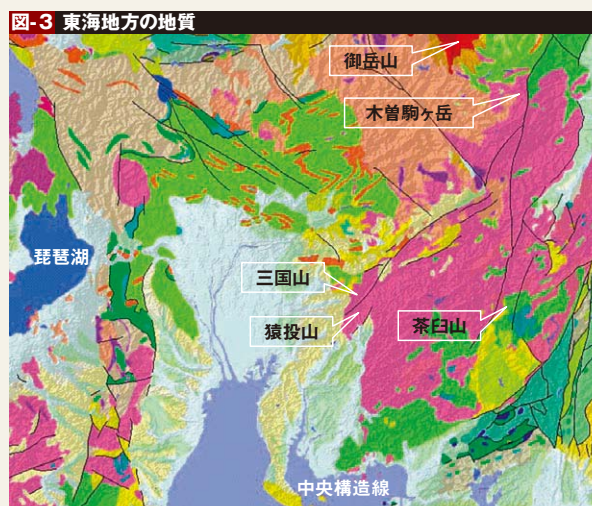 図-3 東海地方の地質
御岳山
木曽駒ヶ岳
琵琶湖
三国山
猿投山
茶臼山
中央構造線